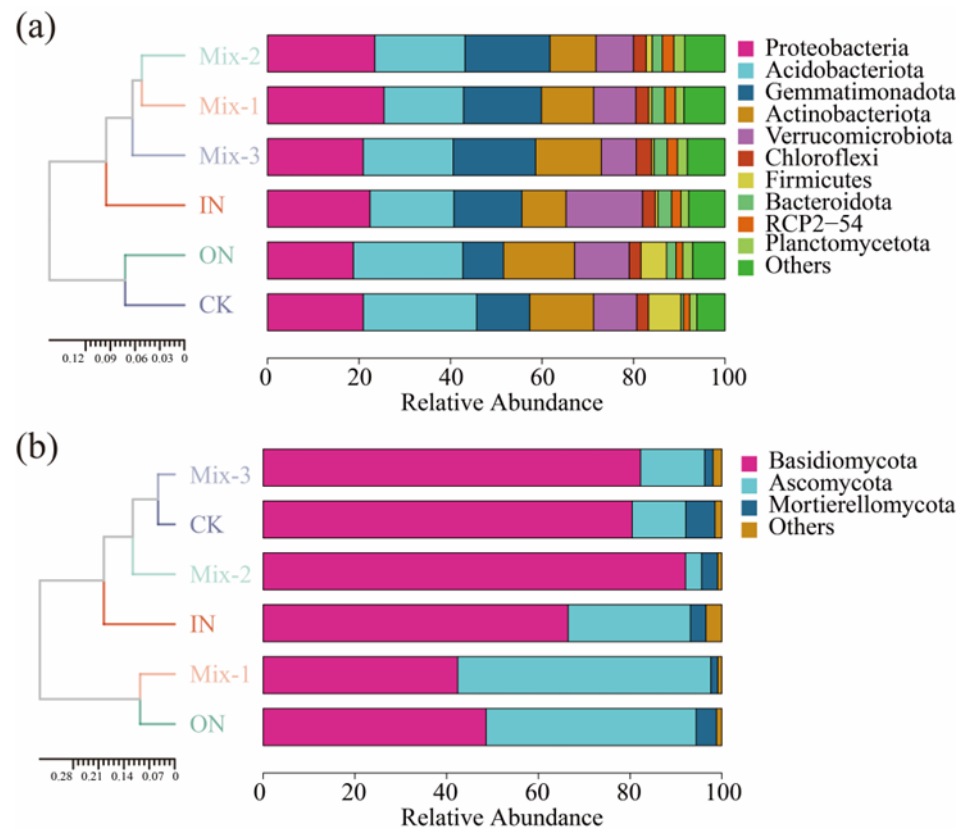 (a)
Mix-2
Mix-1
Mix-3
IN
ON
CK
0.12 0.09 0.06 0.03 0
Proteobacteria
Acidobacteriota
Gemmatimonadota
Actinobacteriota
Verrucomicrobiota
Chloroflexi
Firmicutes
Bacteroidota
RCP2−54
Planctomycetota
Others
0 20 40 60 80 100
Relative Abundance
(b)
Mix-3
CK
Mix-2
IN
Mix-1
ON
0.28 0.21 0.14 0.07 0
Basidiomycota
Ascomycota
Mortierellomycota
Others
0 20 40 60 80 100
Relative Abundance